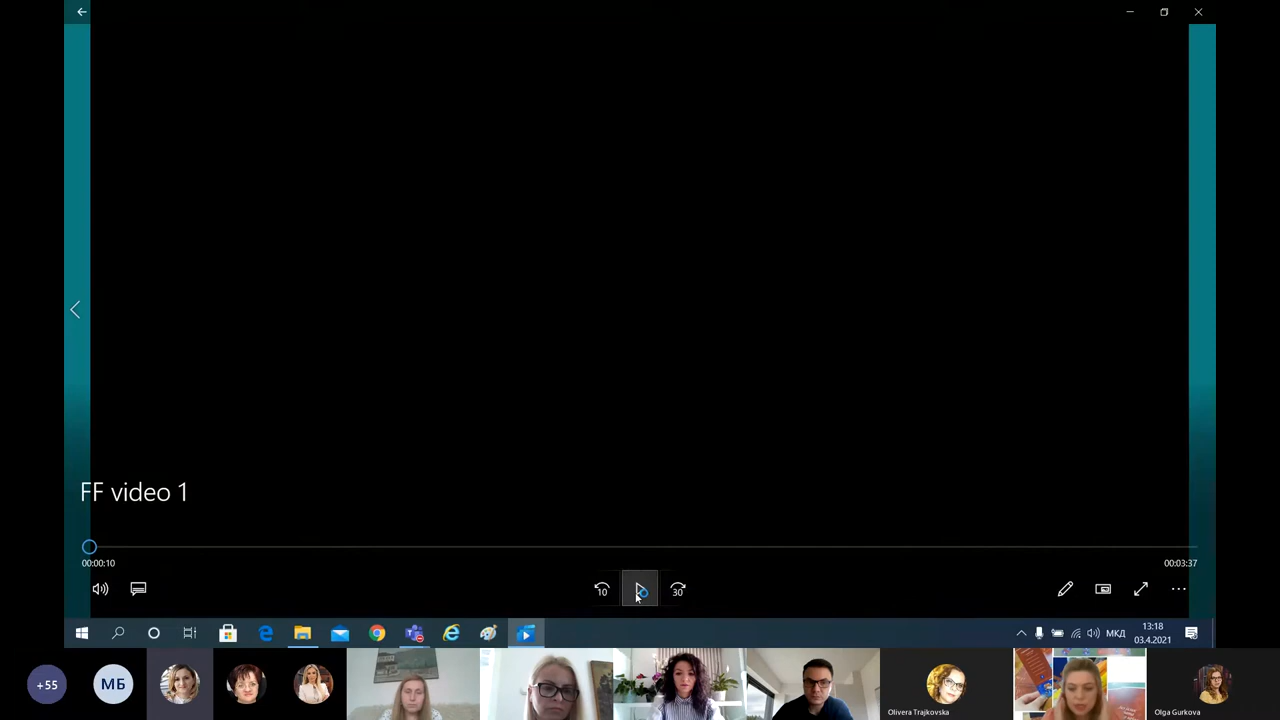 FF video 1
00:00:10
00:03:37
10
30
МКД
13:18
03.4.2021
+55
МБ
Olivera Trajkovska
Olga Gurkova